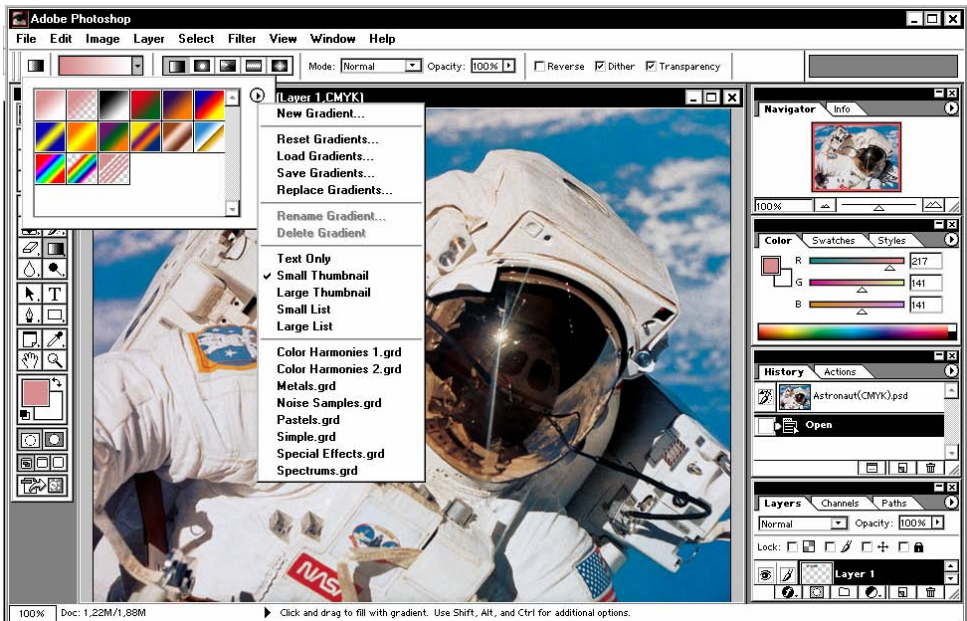 Adobe Photoshop
File Edit Image Layer Select Filter View Window Help
Mode: Normal Opacity: 100% Reverse Dither Transparency
(Layer 1,CMYK)
New Gradient...
Reset Gradients...
Load Gradients...
Save Gradients...
Replace Gradients...
Rename Gradient...
Delete Gradient
Text Only
Small Thumbnail
Large Thumbnail
Small List
Large List
Color Harmonies 1.grd
Color Harmonies 2.grd
Metals.grd
Noise Samples.grd
Pastels.grd
Simple.grd
Special Effects.grd
Spectrums.grd
T
NAS
Navigator Info
100%
Color Swatches Styles
R 217
G 141
B 141
History Actions
Astronaut(CMYK).psd
Open
Layers Channels Paths
Normal Opacity: 100%
Lock:
Layer 1
100% Doc: 1,22M/1,88M Click and drag to fill with gradient. Use Shift, Alt, and Ctrl for additional options.